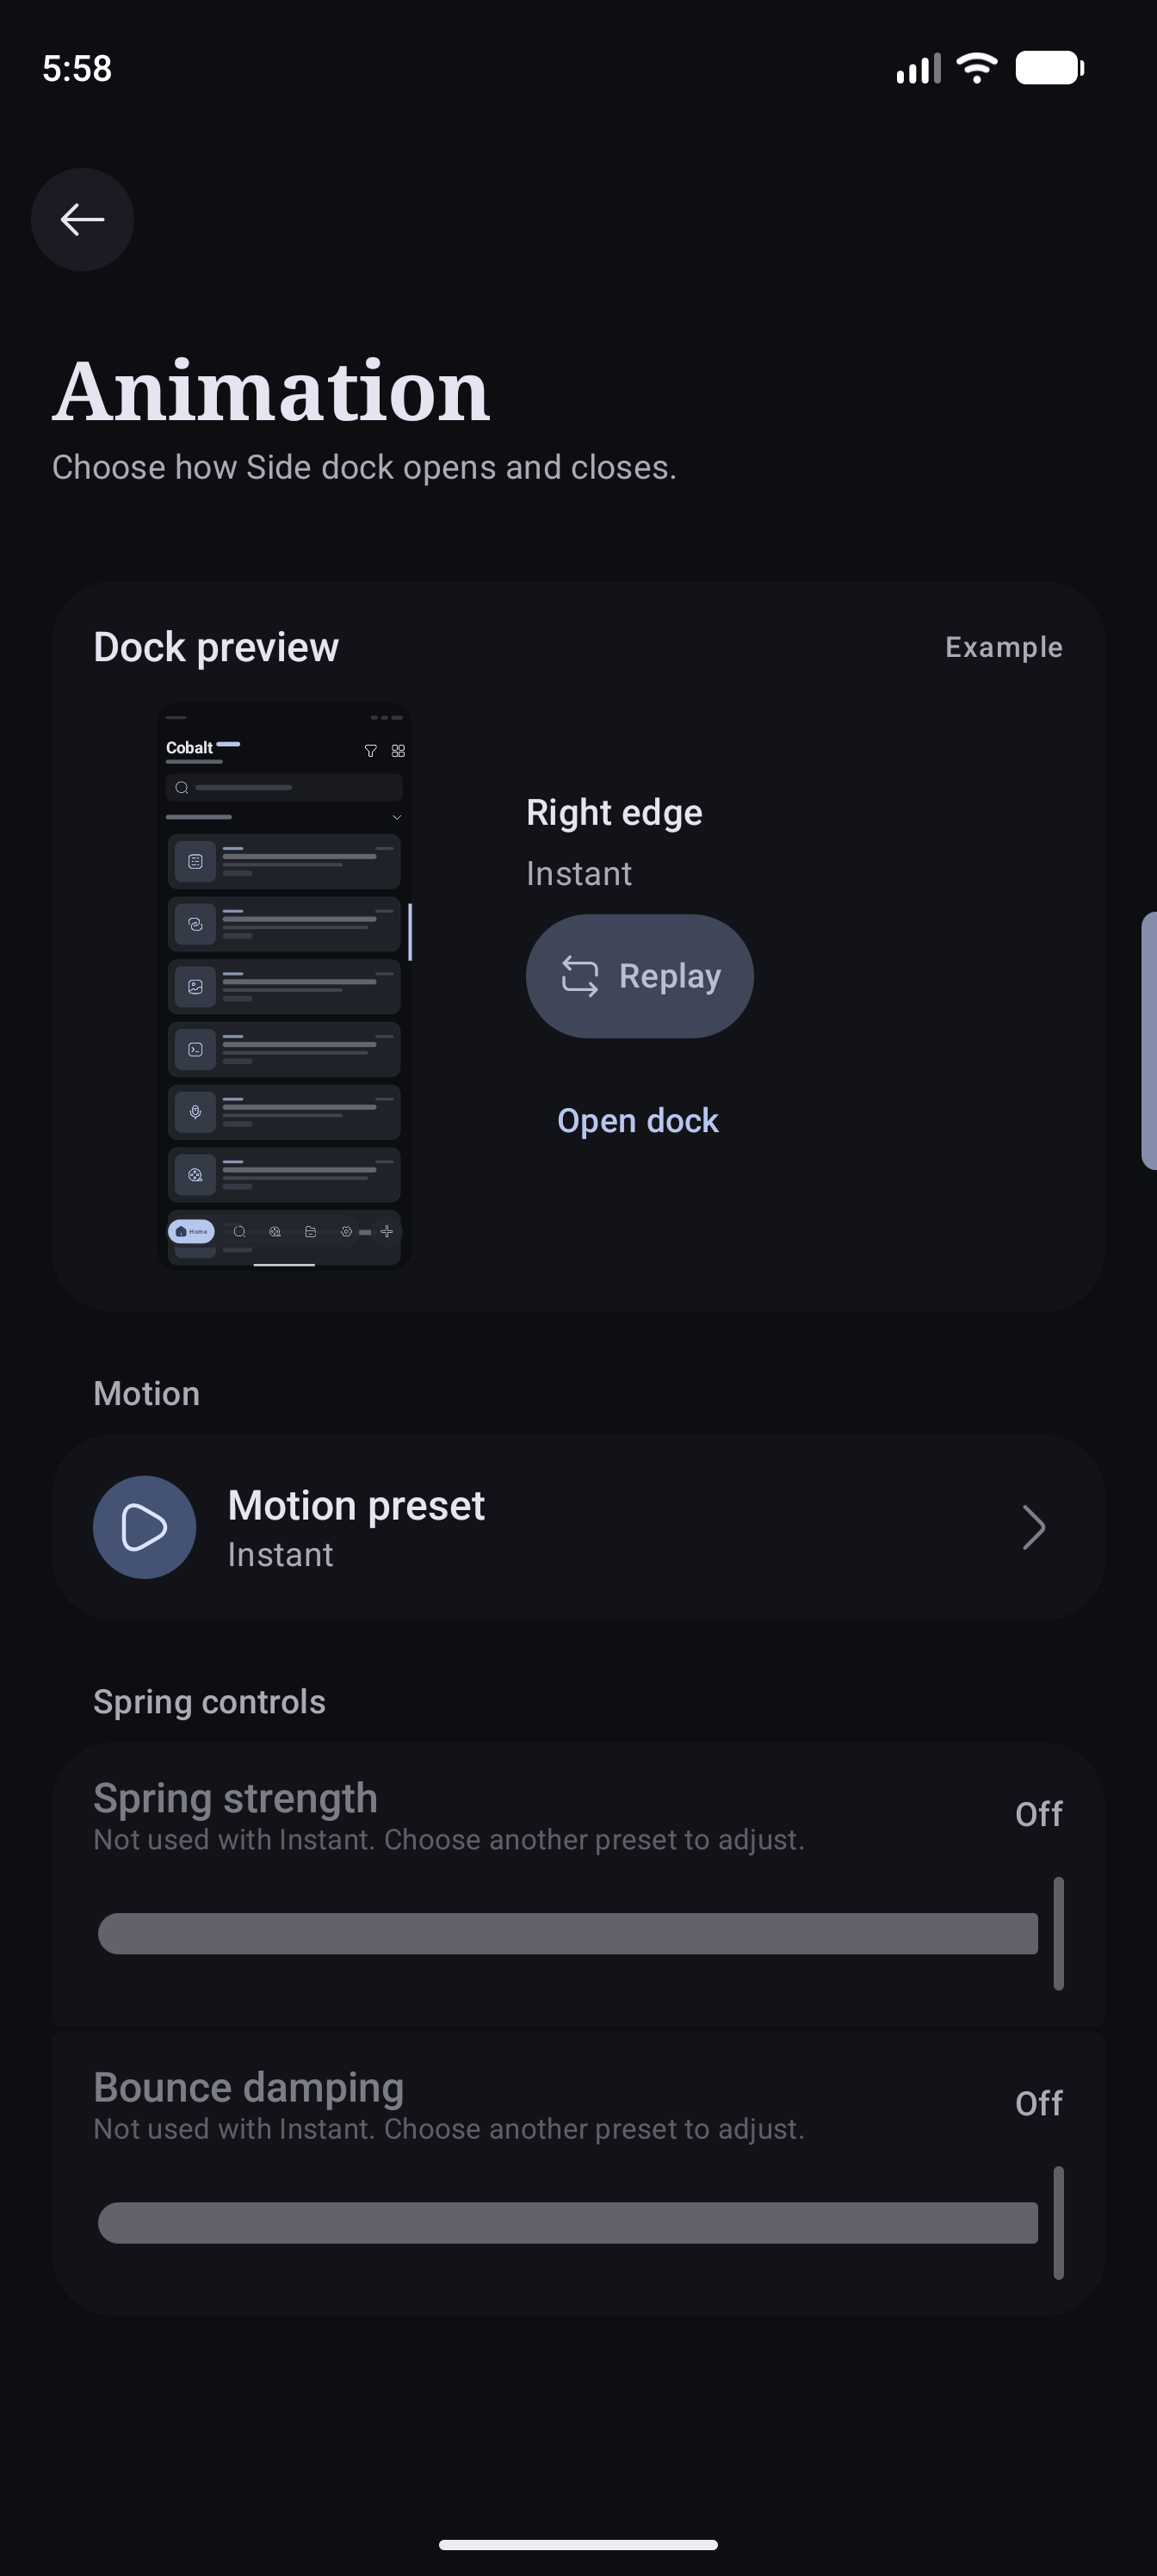 5:58
Animation
Choose how Side dock opens and closes.
Dock preview
Example
Cobalt
Home
Right edge
Instant
Replay
Open dock
Motion
Motion preset
Instant
Spring controls
Spring strength
Off
Not used with Instant. Choose another preset to adjust.
Bounce damping
Off
Not used with Instant. Choose another preset to adjust.